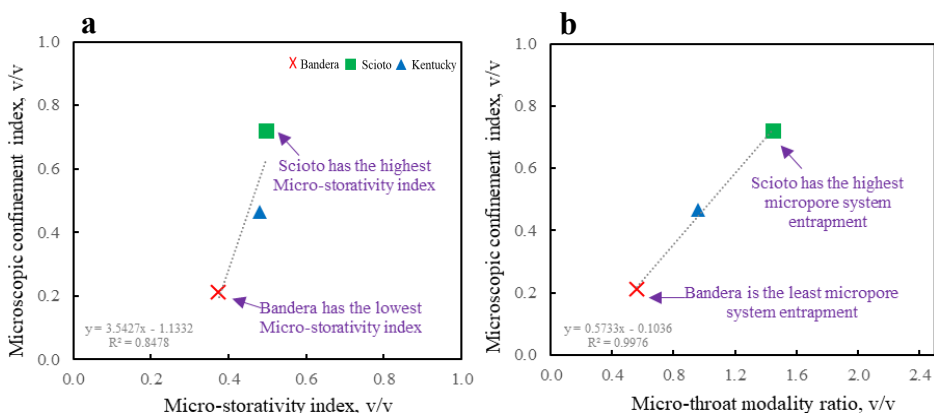 a
Microscopic confinement index, v/v
1.0
0.8
0.6
0.4
0.2
0.0
Bandera Scioto Kentucky
Scioto has the highest
Micro-storativity index
Bandera has the lowest
Micro-storativity index
y = 3.5427x - 1.1332
R² = 0.8478
0.0 0.2 0.4 0.6 0.8 1.0
Micro-storativity index, v/v
b
Microscopic confinement index, v/v
1.0
0.8
0.6
0.4
0.2
0.0
Scioto has the highest
micropore system
entrapment
Bandera is the least micropore
system entrapment
y = 0.5733x - 0.1036
R² = 0.9976
0.0 0.6 1.2 1.8 2.4
Micro-throat modality ratio, v/v